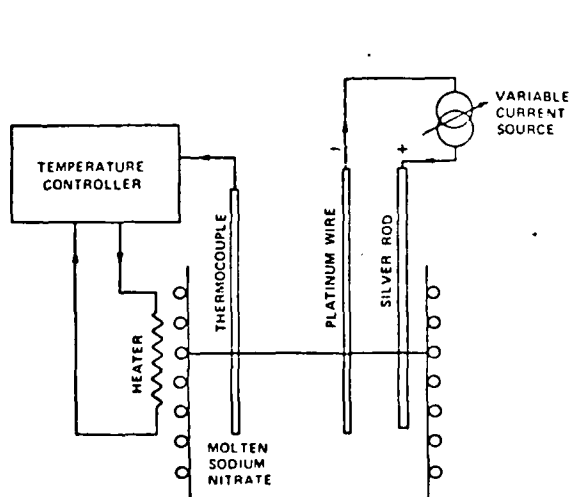 VARIABLE
CURRENT
SOURCE
− +
TEMPERATURE
CONTROLLER
THERMOCOUPLE
PLATINUM WIRE
SILVER ROD
HEATER
MOLTEN
SODIUM
NITRATE